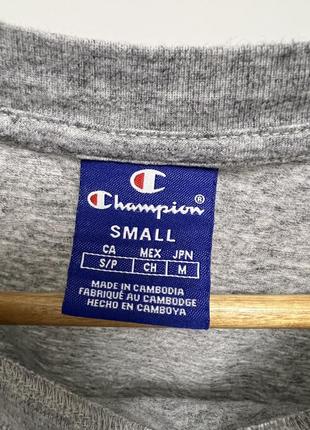 Champion®
SMALL
CA MEX JPN
S/P CH M
MADE IN CAMBODIA
FABRIQUÉ AU CAMBODGE
HECHO EN CAMBOYA